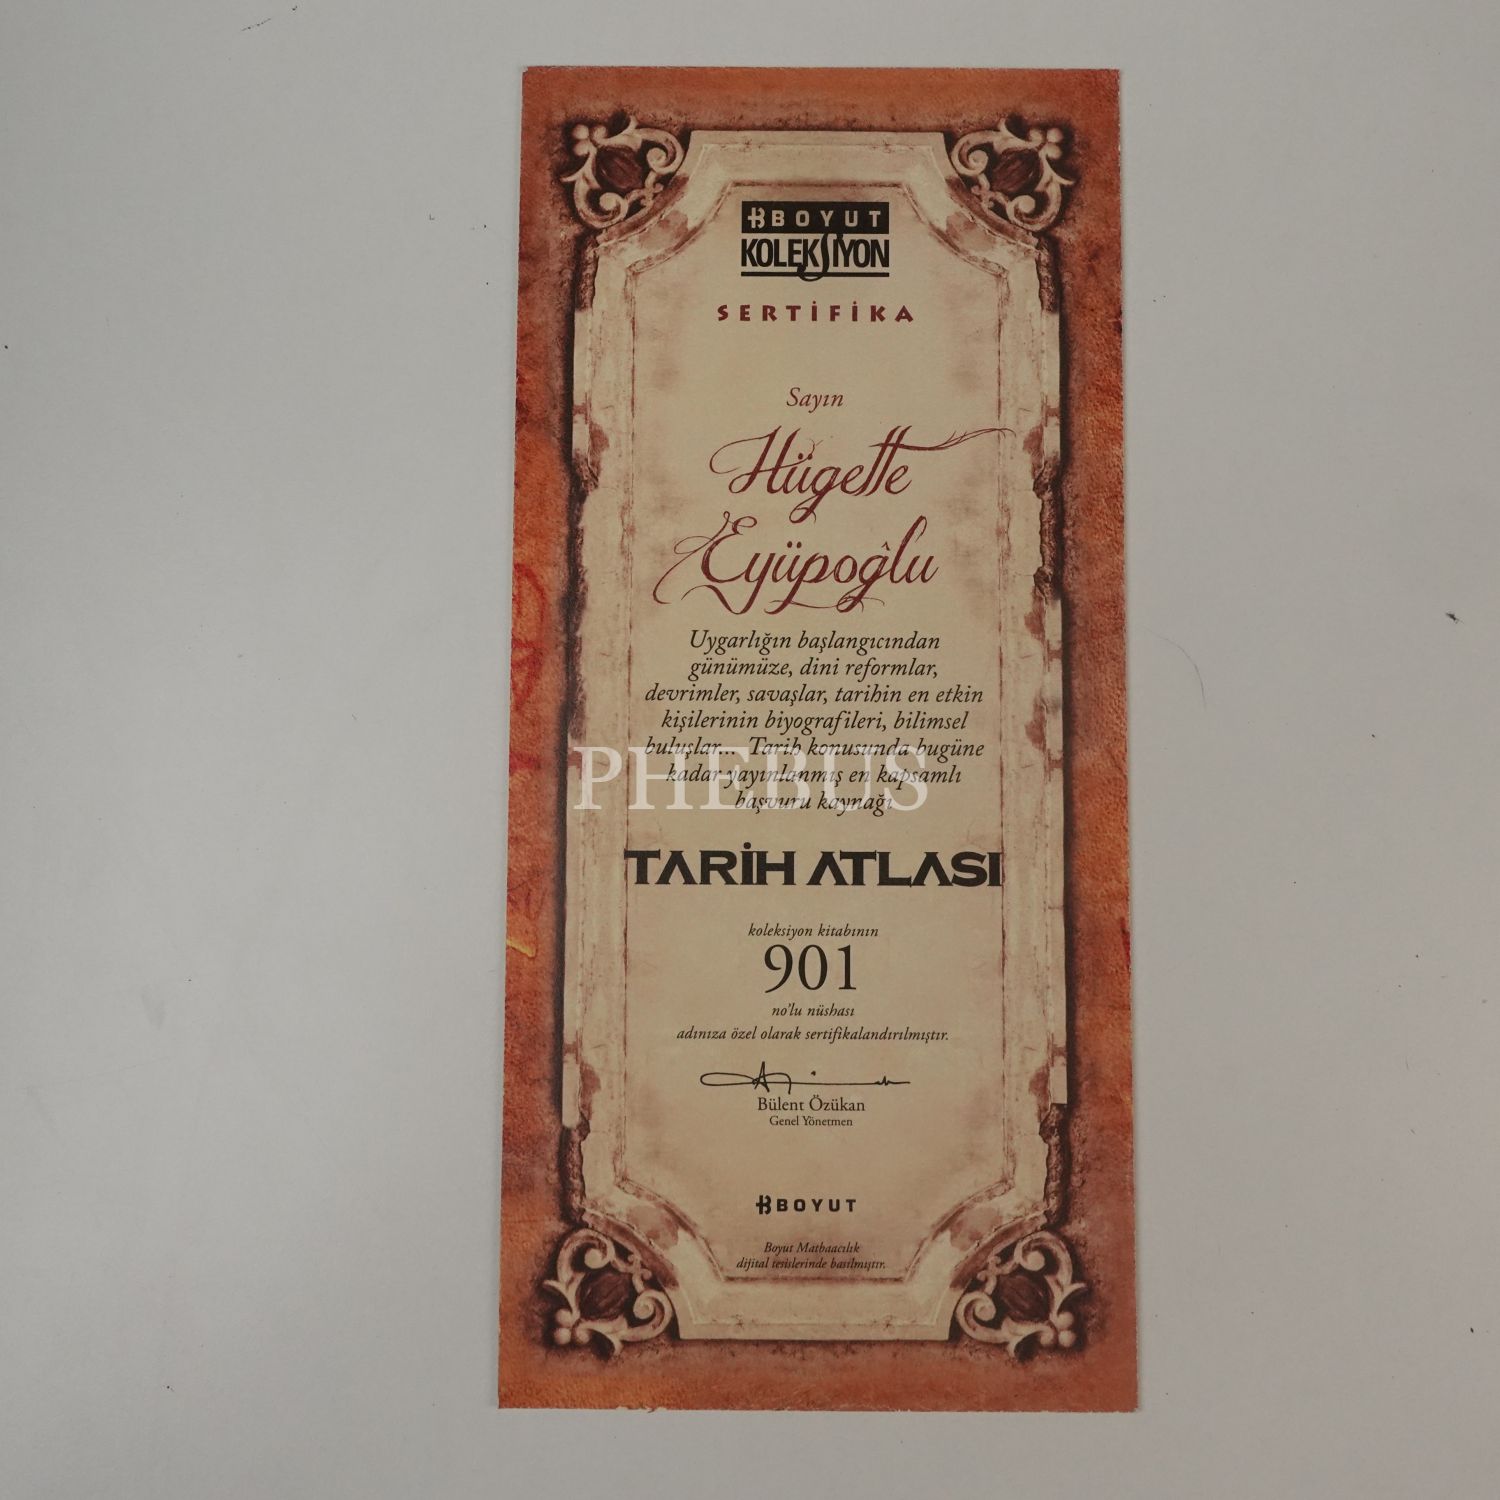 BOYUT
KOLEKSİYON
SERTİFİKA
Sayın
Hügette
Eyüpoğlu
Uygarlığın başlangıcından
günümüze, dini reformlar,
devrimler, savaşlar, tarihin en etkin
kişilerinin biyografileri, bilimsel
buluşlar... Tarih konusunda bugüne
kadar yayınlanmış en kapsamlı
başvuru kaynağı
PHEBUS
TARİH ATLASI
koleksiyon kitabının
901
no'lu nüshası
adınıza özel olarak sertifikalandırılmıştır.
Bülent Özükan
Genel Yönetmen
BOYUT
Boyut Matbaacılık
dijital tesislerinde basılmıştır.